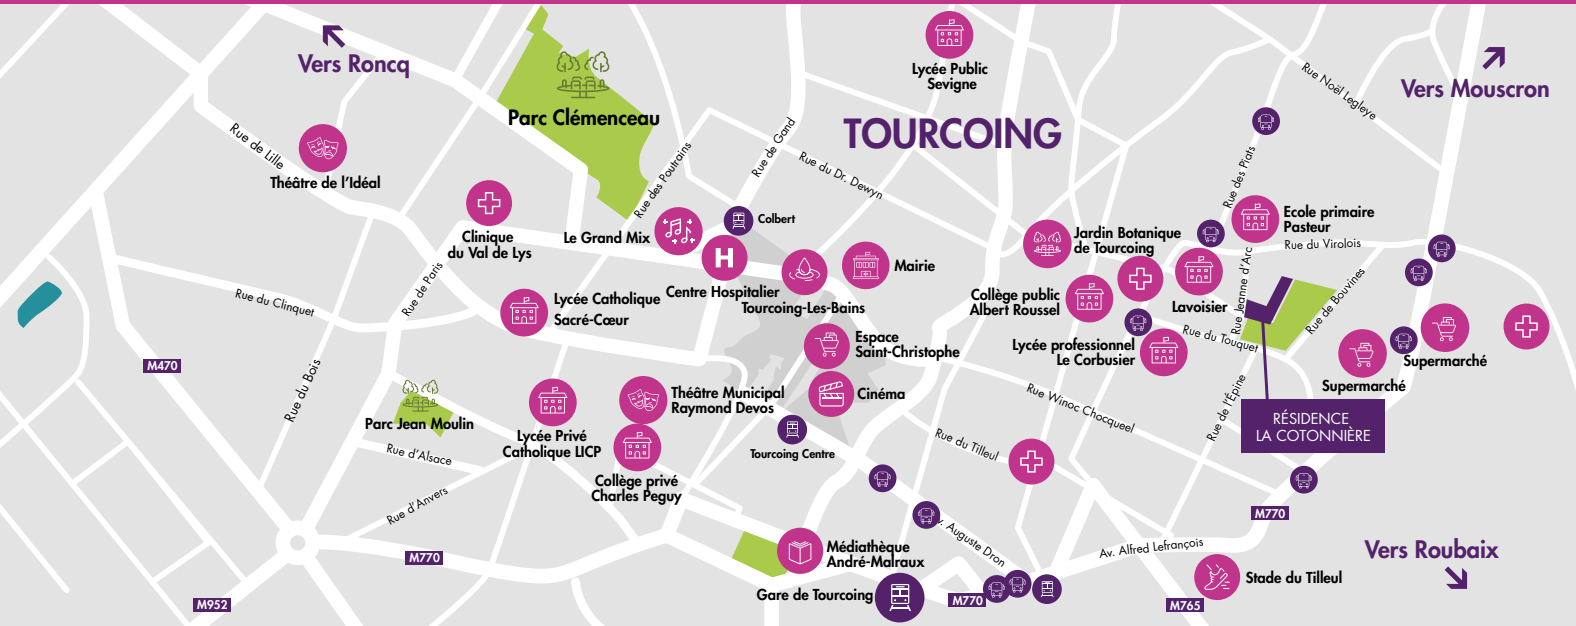 Vers Roncq
Parc Clémenceau
Lycée Public
Sevigne
TOURCOING
Vers Mouscron
Rue Noël Legleye
Rue de Lille
Théâtre de l'Idéal
Rue des Poutrains
Rue de Gand
Rue du Dr. Dewyn
Rue des Piats
Clinique
du Val de Lys
Le Grand Mix
Colbert
H
Centre Hospitalier
Tourcoing-Les-Bains
Mairie
Jardin Botanique
de Tourcoing
Ecole primaire
Pasteur
Rue du Virolois
Rue Jeanne d'Arc
Rue de Bouvines
Rue de Paris
Rue du Clinquet
Lycée Catholique
Sacré-Cœur
Collège public
Albert Roussel
Lavoisier
Rue du Touquet
Espace
Saint-Christophe
Lycée professionnel
Le Corbusier
Supermarché
Supermarché
M470
Rue du Bois
Parc Jean Moulin
Lycée Privé
Catholique LICP
Théâtre Municipal
Raymond Devos
Cinéma
Rue Winoc Chocqueel
Rue de l'Épine
RÉSIDENCE
LA COTONNIÈRE
Rue d'Alsace
Tourcoing Centre
Rue du Tilleul
Collège privé
Charles Peguy
Rue d'Anvers
M770
M770
Médiathèque
André-Malraux
. Auguste Dron
Av. Alfred Lefrançois
Vers Roubaix
Stade du Tilleul
Gare de Tourcoing
M770
M765
M952